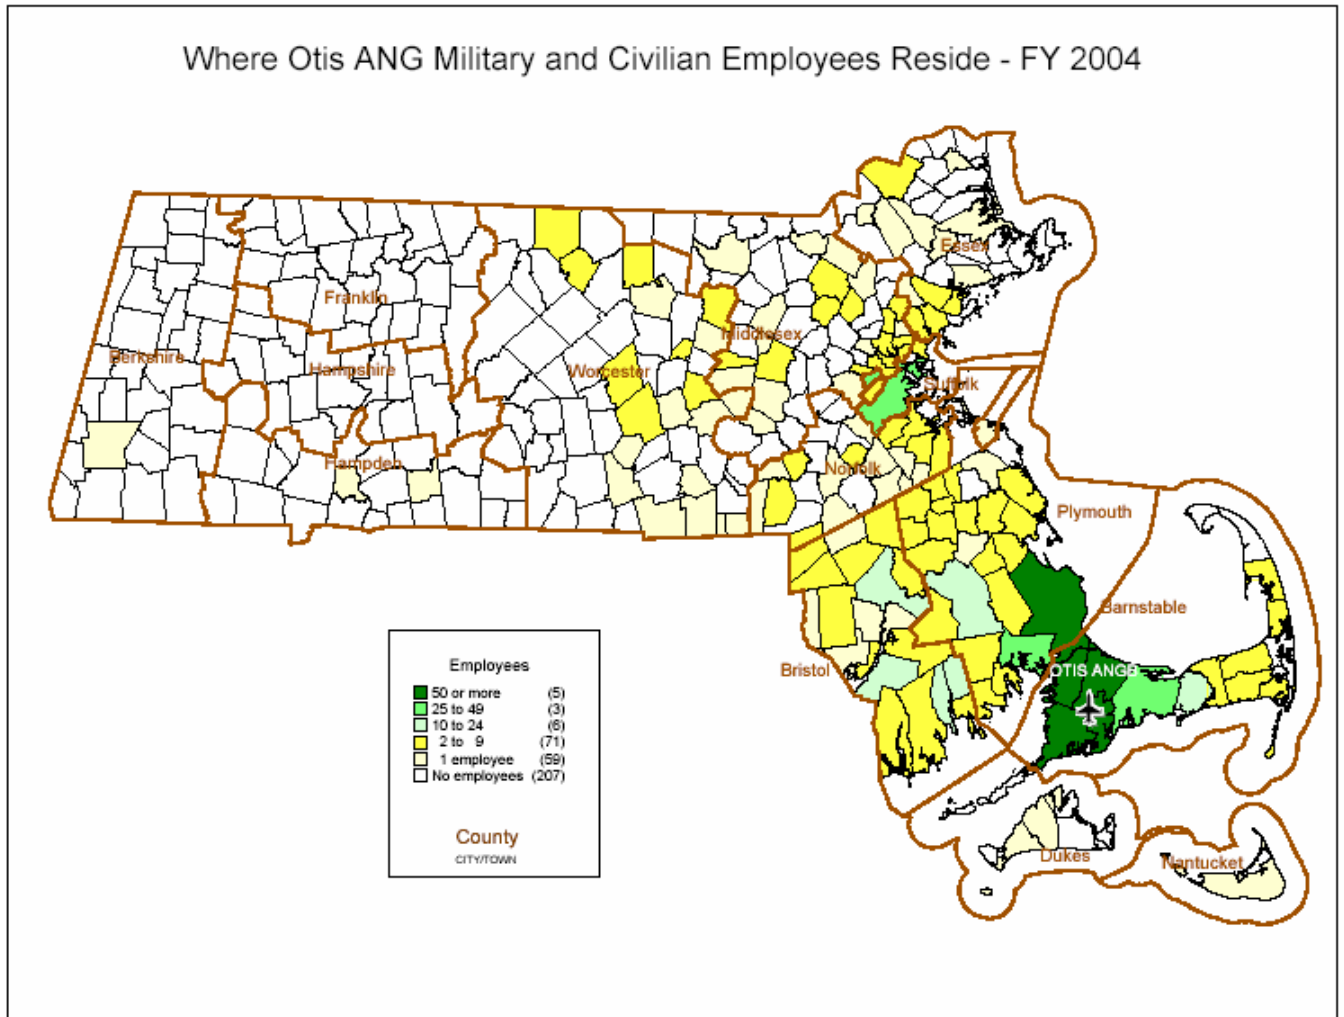 Where Otis ANG Military and Civilian Employees Reside - FY 2004
Essex
Franklin
Middlesex
Berkshire
Hampshire
Worcester
Suffolk
Hampden
Norfolk
Plymouth
Barnstable
Bristol
OTIS ANGB
Employees
50 or more (5)
25 to 49 (3)
10 to 24 (6)
2 to 9 (71)
1 employee (59)
No employees (207)
County
CITY/TOWN
Dukes
Nantucket